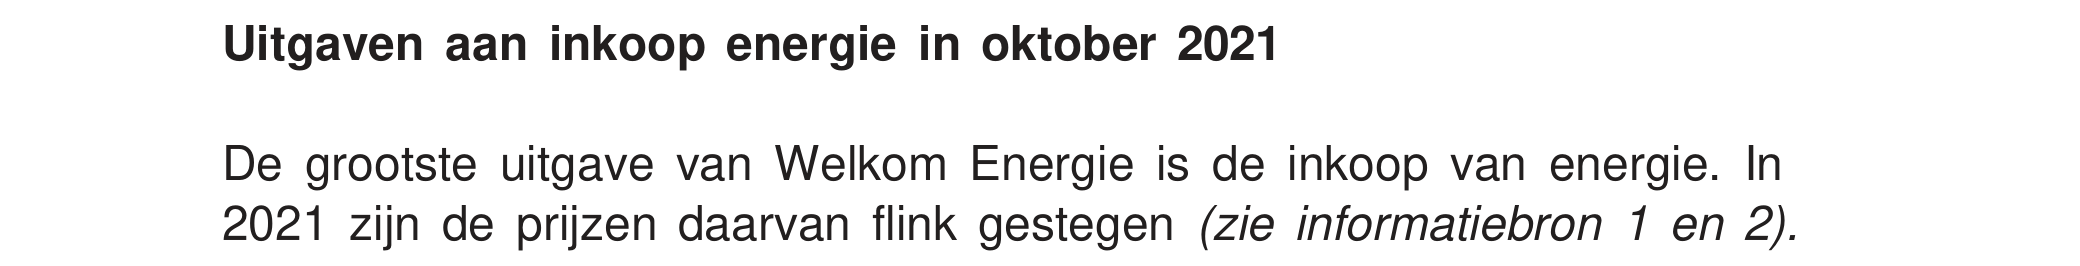 Uitgaven aan inkoop energie in oktober 2021
De grootste uitgave van Welkom Energie is de inkoop van energie. In
2021 zijn de prijzen daarvan flink gestegen (zie informatiebron 1 en 2).